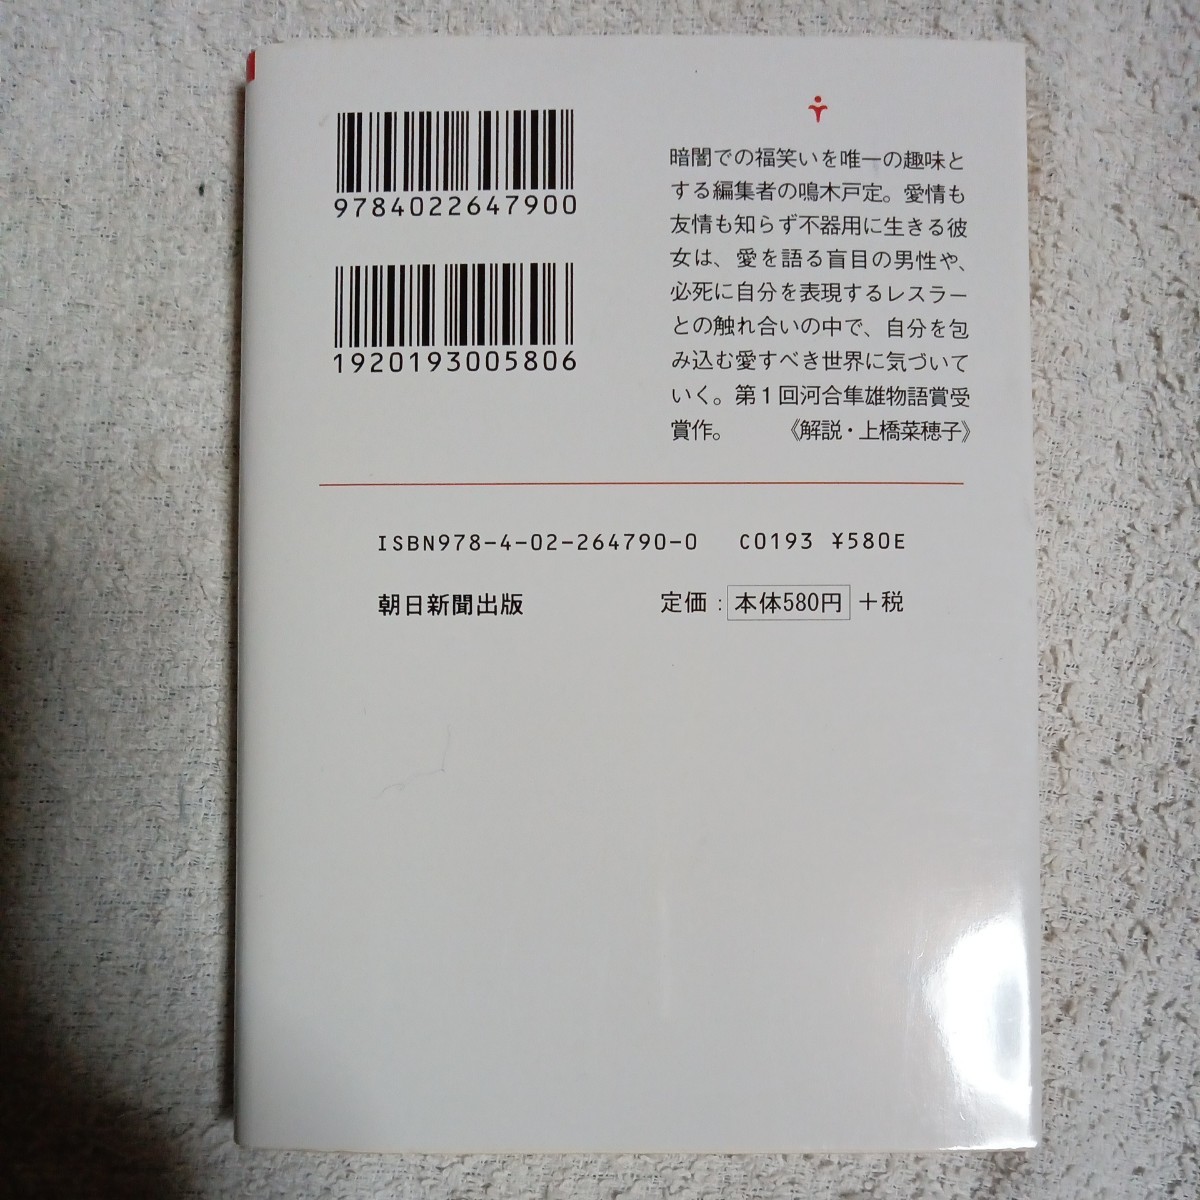 9784022647900
1920193005806
暗闇での福笑いを唯一の趣味と
する編集者の鳴木戸定。愛情も
友情も知らず不器用に生きる彼
女は、愛を語る盲目の男性や、
必死に自分を表現するレスラー
との触れ合いの中で、自分を包
み込む愛すべき世界に気づいて
いく。第1回河合隼雄物語賞受
賞作。 《解説・上橋菜穂子》
ISBN978-4-02-264790-0 C0193 ¥580E
朝日新聞出版 定価:本体580円+税